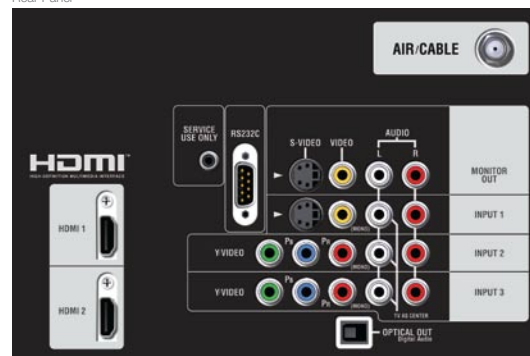 Rear Panel
AIR/CABLE
SERVICE
USE ONLY
RS232C
S-VIDEO
VIDEO
AUDIO
L
R
MONITOR
OUT
HDMI
HIGH-DEFINITION MULTIMEDIA INTERFACE
HDMI 1
INPUT 1
(MONO)
Y VIDEO
PB
PR
(MONO)
INPUT 2
HDMI 2
Y VIDEO
PB
PR
(MONO)
INPUT 3
TV AS CENTER
OPTICAL OUT
Digital Audio